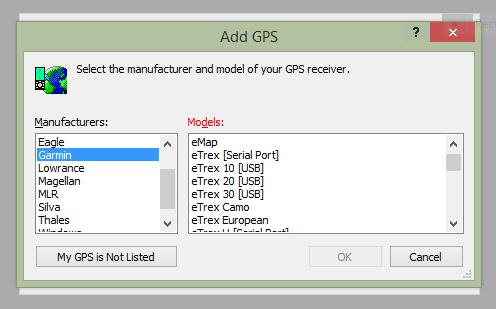 Add GPS
?
Select the manufacturer and model of your GPS receiver.
Manufacturers:
Eagle
Garmin
Lowrance
Magellan
MLR
Silva
Thales
Models:
eMap
eTrex [Serial Port]
eTrex 10 [USB]
eTrex 20 [USB]
eTrex 30 [USB]
eTrex Camo
eTrex European
My GPS is Not Listed
OK
Cancel